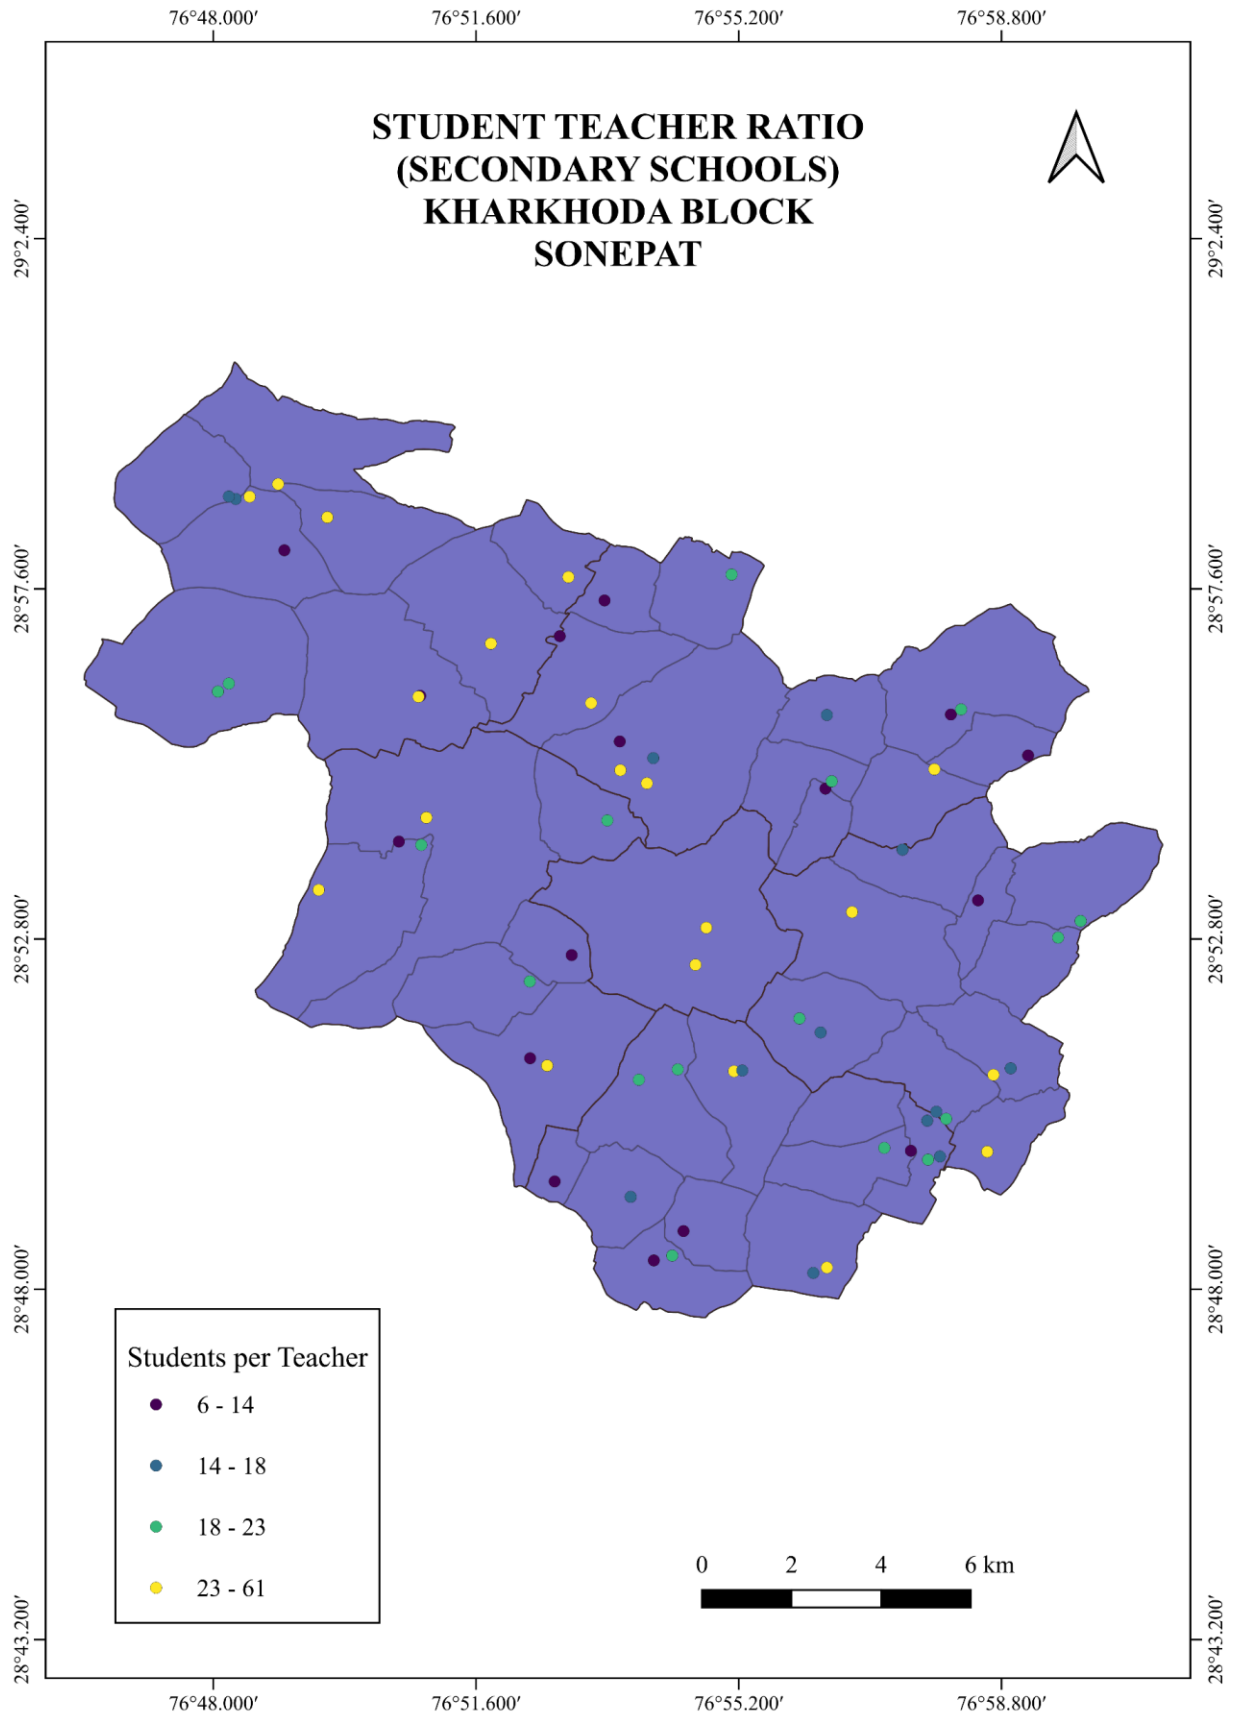 76°48.000′ 76°51.600′ 76°55.200′ 76°58.800′
STUDENT TEACHER RATIO
(SECONDARY SCHOOLS)
KHARKHODA BLOCK
SONEPAT
29°2.400′ 29°2.400′
28°57.600′ 28°57.600′
28°52.800′ 28°52.800′
28°48.000′ 28°48.000′
Students per Teacher
6 - 14
14 - 18
18 - 23
23 - 61
0 2 4 6 km
28°43.200′ 28°43.200′
76°48.000′ 76°51.600′ 76°55.200′ 76°58.800′